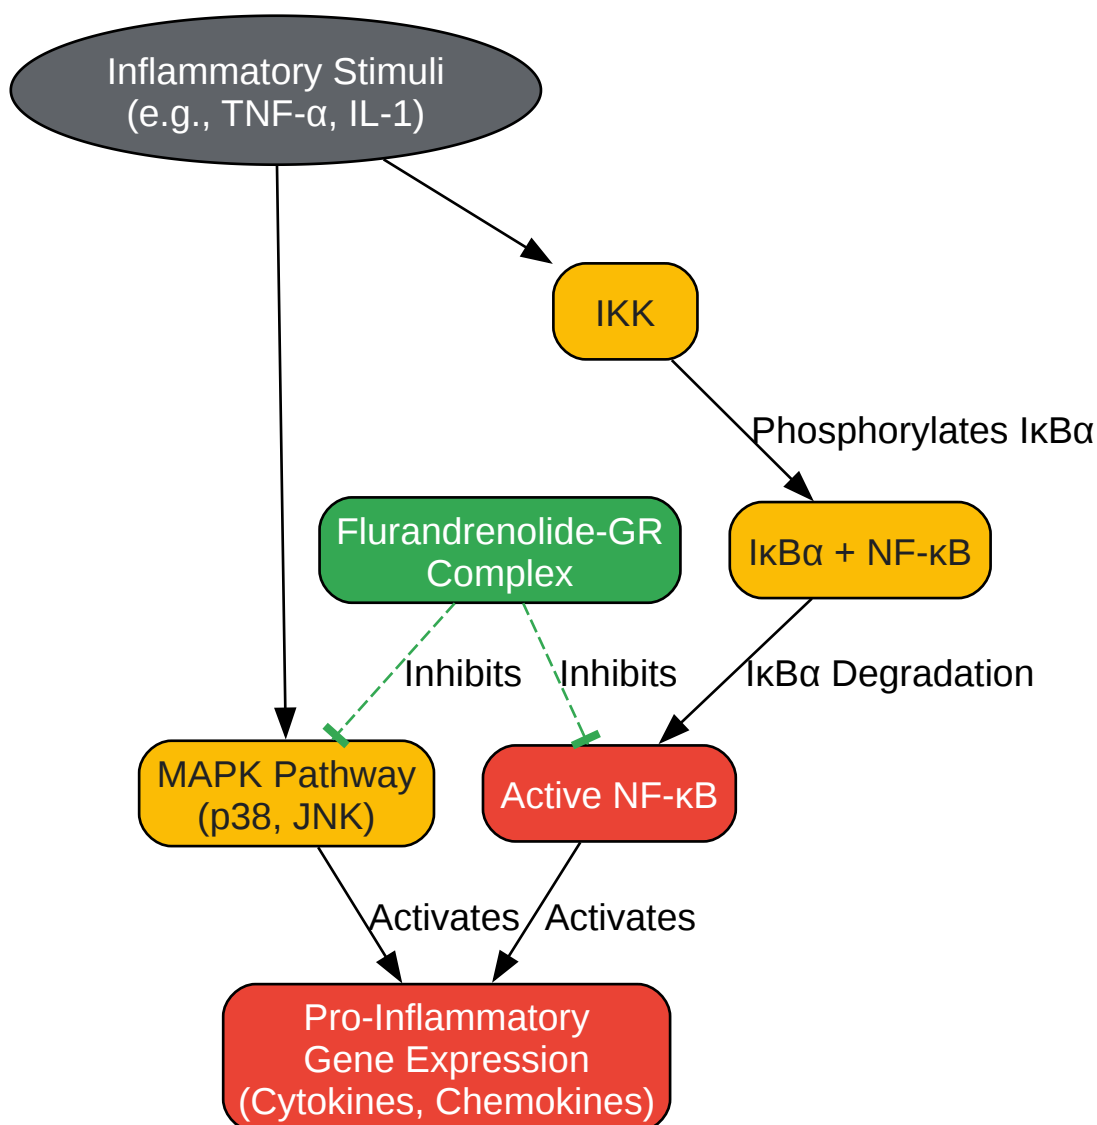 Inflammatory Stimuli
(e.g., TNF-α, IL-1)
IKK
Phosphorylates IκBα
Flurandrenolide-GR
Complex
IκBα + NF-κB
Inhibits
Inhibits
IκBα Degradation
MAPK Pathway
(p38, JNK)
Active NF-κB
Activates
Activates
Pro-Inflammatory
Gene Expression
(Cytokines, Chemokines)